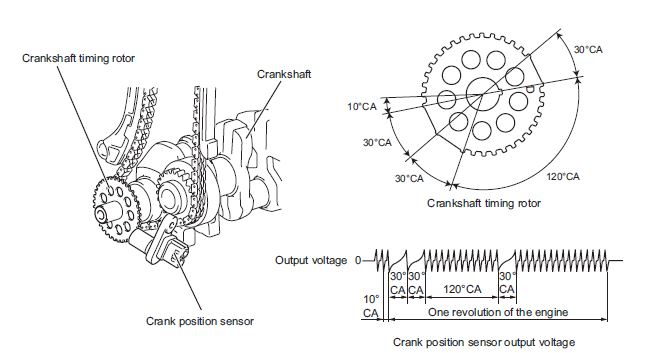 Crankshaft timing rotor
Crankshaft
Crank position sensor
30°CA
10°CA
30°CA
30°CA
120°CA
Crankshaft timing rotor
Output voltage 0
30° 30° 30°
CA CA 120°CA CA
10°
CA One revolution of the engine
Crank position sensor output voltage